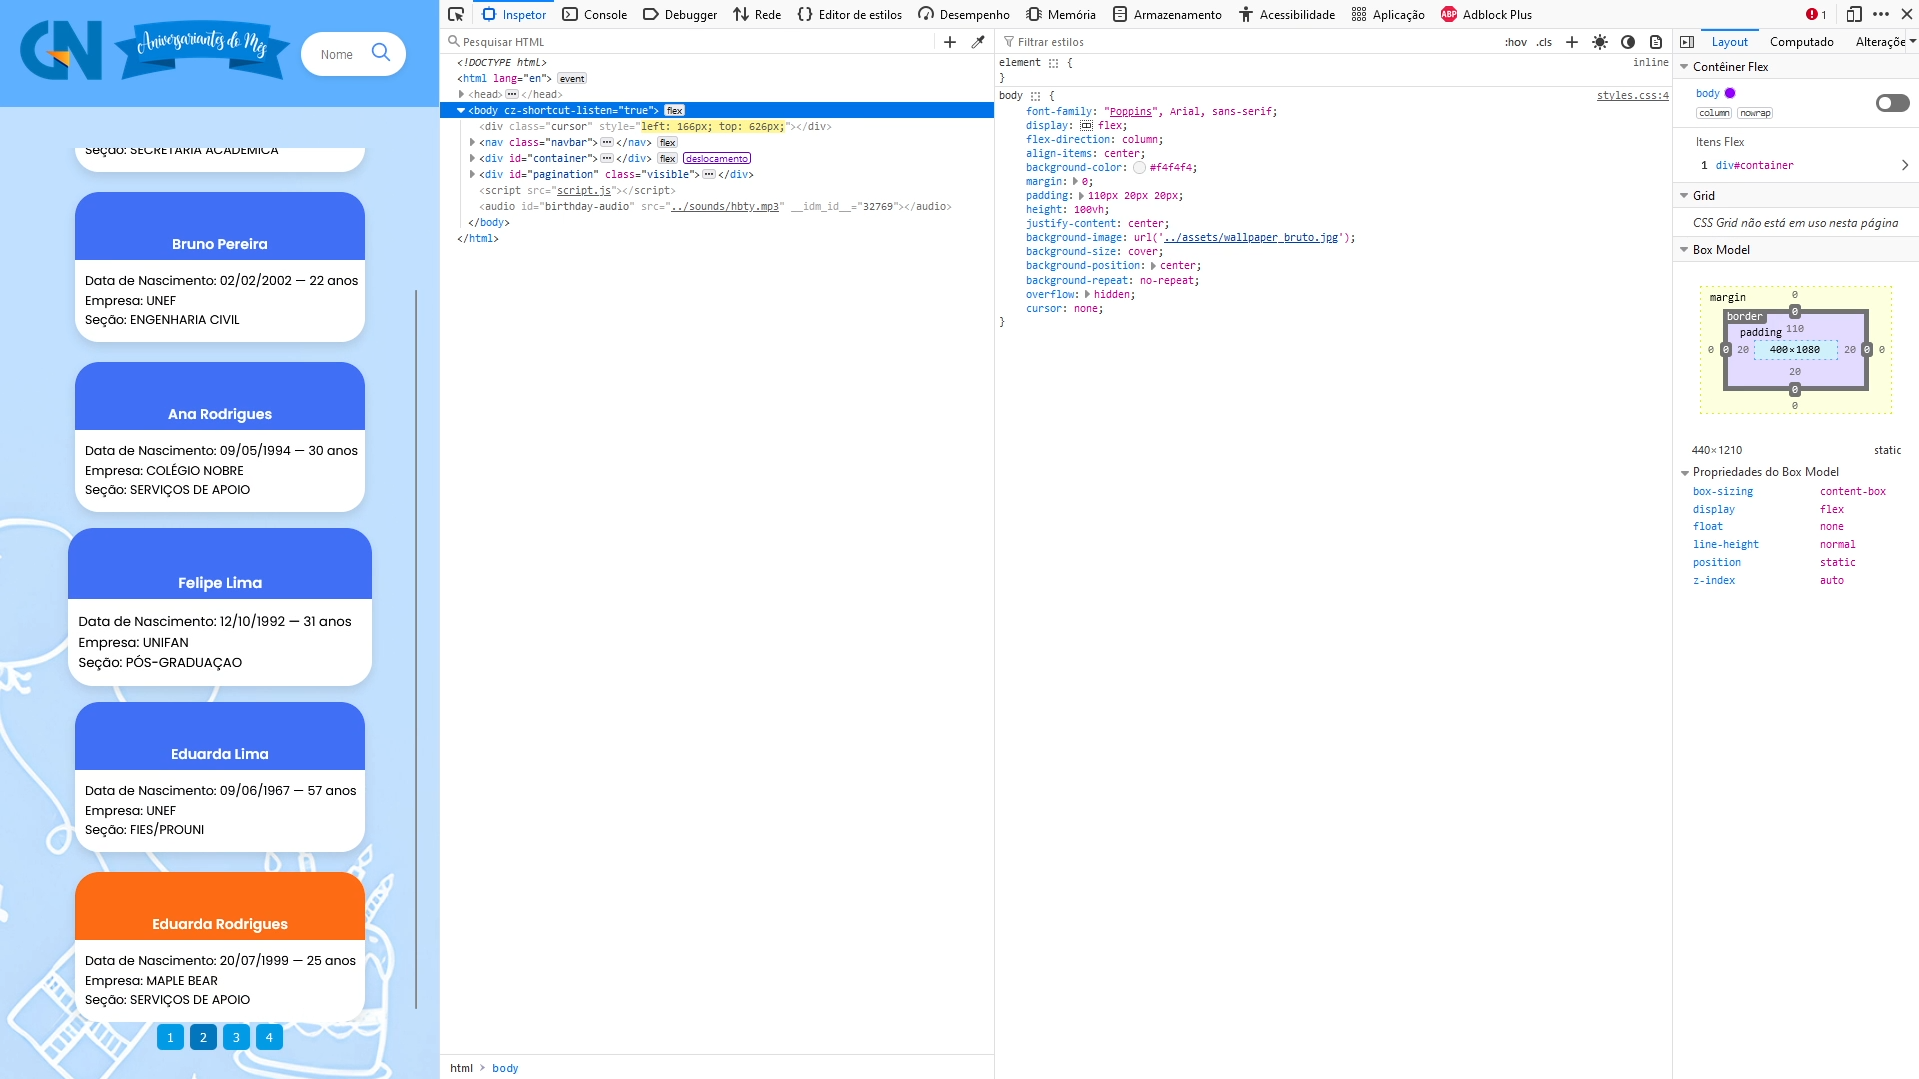 GN
Aniversariantes do Mês
Nome
Seção: SECRETARIA ACADÊMICA
Bruno Pereira
Data de Nascimento: 02/02/2002 — 22 anos
Empresa: UNEF
Seção: ENGENHARIA CIVIL
Ana Rodrigues
Data de Nascimento: 09/05/1994 — 30 anos
Empresa: COLÉGIO NOBRE
Seção: SERVIÇOS DE APOIO
Felipe Lima
Data de Nascimento: 12/10/1992 — 31 anos
Empresa: UNIFAN
Seção: PÓS-GRADUAÇAO
Eduarda Lima
Data de Nascimento: 09/06/1967 — 57 anos
Empresa: UNEF
Seção: FIES/PROUNI
Eduarda Rodrigues
Data de Nascimento: 20/07/1999 — 25 anos
Empresa: MAPLE BEAR
Seção: SERVIÇOS DE APOIO
1 2 3 4
Inspetor Console Debugger Rede Editor de estilos Desempenho Memória Armazenamento Acessibilidade Aplicação ABP Adblock Plus 1
Pesquisar HTML
<!DOCTYPE html>
<html lang="en"> event
<head> ••• </head>
<body cz-shortcut-listen="true"> flex
<div class="cursor" style="left: 166px; top: 626px;"></div>
<nav class="navbar"> ••• </nav> flex
<div id="container"> ••• </div> flex deslocamento
<div id="pagination" class="visible"> ••• </div>
<script src="script.js"></script>
<audio id="birthday-audio" src="../sounds/hbty.mp3" __idm_id__="32769"></audio>
</body>
</html>
html > body
Filtrar estilos :hov .cls
element { inline
}
body { styles.css:4
font-family: "Poppins", Arial, sans-serif;
display: flex;
flex-direction: column;
align-items: center;
background-color: #f4f4f4;
margin: 0;
padding: 110px 20px 20px;
height: 100vh;
justify-content: center;
background-image: url('../assets/wallpaper_bruto.jpg');
background-size: cover;
background-position: center;
background-repeat: no-repeat;
overflow: hidden;
cursor: none;
}
Layout Computado Alteraçõe
Contêiner Flex
body
column nowrap
Itens Flex
1 div#container
Grid
CSS Grid não está em uso nesta página
Box Model
margin 0
border 0
padding 110
0 0 20 400×1080 20 0 0
20
0
0
440×1210 static
Propriedades do Box Model
box-sizing content-box
display flex
float none
line-height normal
position static
z-index auto